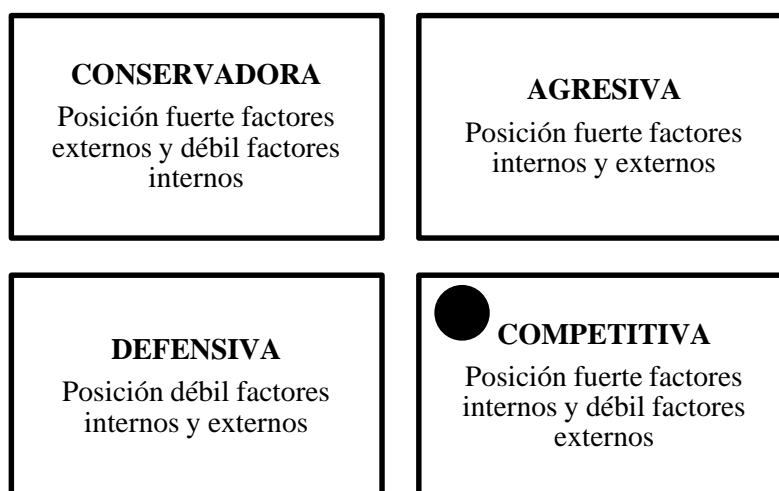 CONSERVADORA
Posición fuerte factores
externos y débil factores
internos
AGRESIVA
Posición fuerte factores
internos y externos
DEFENSIVA
Posición débil factores
internos y externos
COMPETITIVA
Posición fuerte factores
internos y débil factores
externos